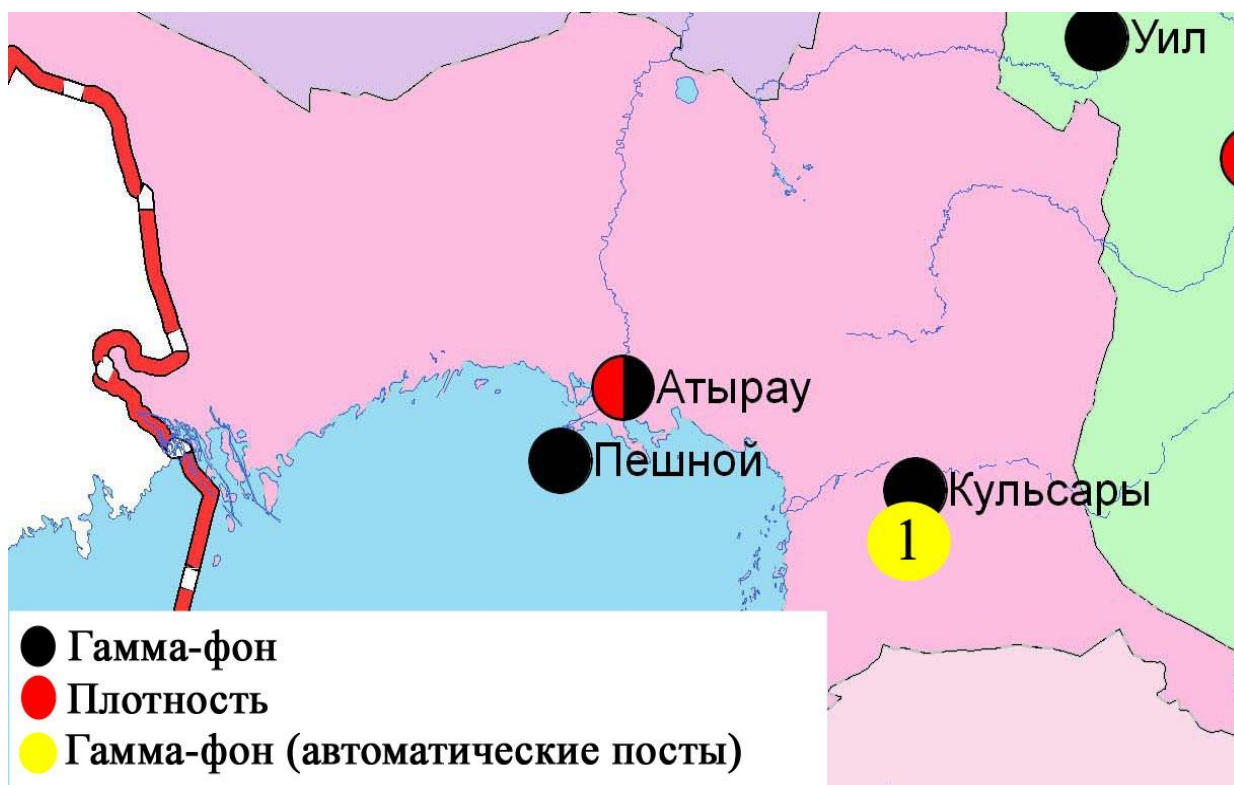 Уил
Атырау
Пешной
Кульсары
1
Гамма-фон
Плотность
Гамма-фон (автоматические посты)